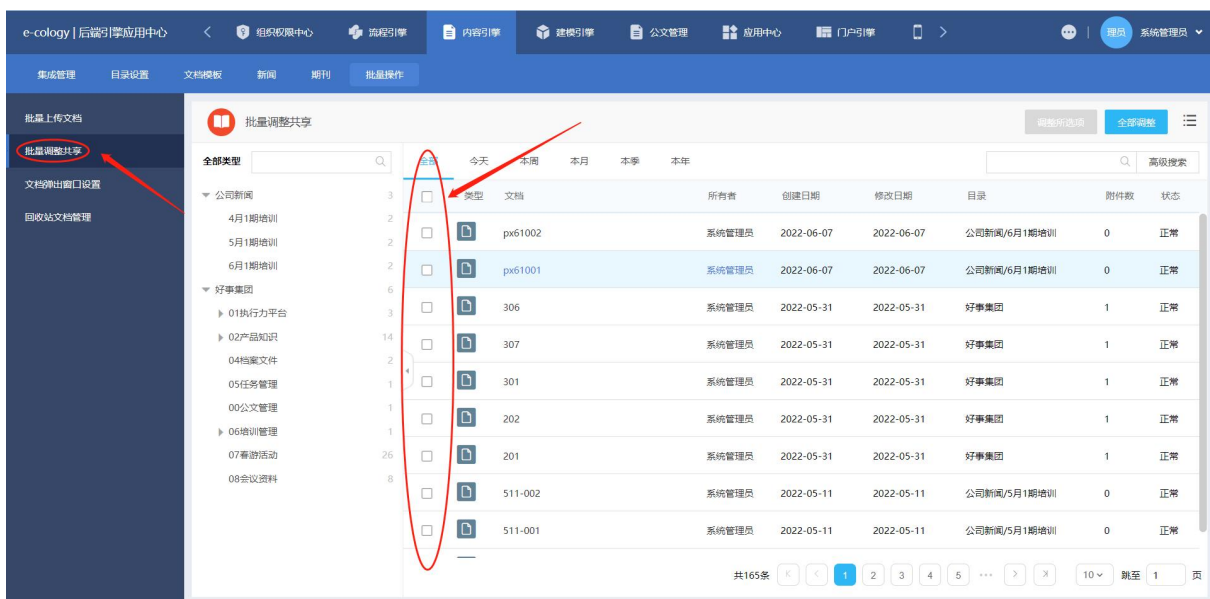 e-cology | 后端引擎应用中心 组织权限中心 流程引擎 内容引擎 建模引擎 公文管理 应用中心 门户引擎 理员 系统管理员
集成管理 目录设置 文档模板 新闻 期刊 批量操作
批量上传文档
批量调整共享
文档弹出窗口设置
回收站文档管理
批量调整共享 调整所选项 全部调整
全部类型
公司新闻 3
4月1期培训 2
5月1期培训 2
6月1期培训 2
好事集团 6
01执行力平台 3
02产品知识 14
04档案文件 2
05任务管理 1
00公文管理 1
06培训管理 1
07春游活动 26
08会议资料 8
全部 今天 本周 本月 本季 本年 高级搜索
类型 文档 所有者 创建日期 修改日期 目录 附件数 状态
px61002 系统管理员 2022-06-07 2022-06-07 公司新闻/6月1期培训 0 正常
px61001 系统管理员 2022-06-07 2022-06-07 公司新闻/6月1期培训 0 正常
306 系统管理员 2022-05-31 2022-05-31 好事集团 1 正常
307 系统管理员 2022-05-31 2022-05-31 好事集团 1 正常
301 系统管理员 2022-05-31 2022-05-31 好事集团 1 正常
202 系统管理员 2022-05-31 2022-05-31 好事集团 1 正常
201 系统管理员 2022-05-31 2022-05-31 好事集团 1 正常
511-002 系统管理员 2022-05-11 2022-05-11 公司新闻/5月1期培训 0 正常
511-001 系统管理员 2022-05-11 2022-05-11 公司新闻/5月1期培训 0 正常
共165条 1 2 3 4 5 ··· 10 跳至 1 页